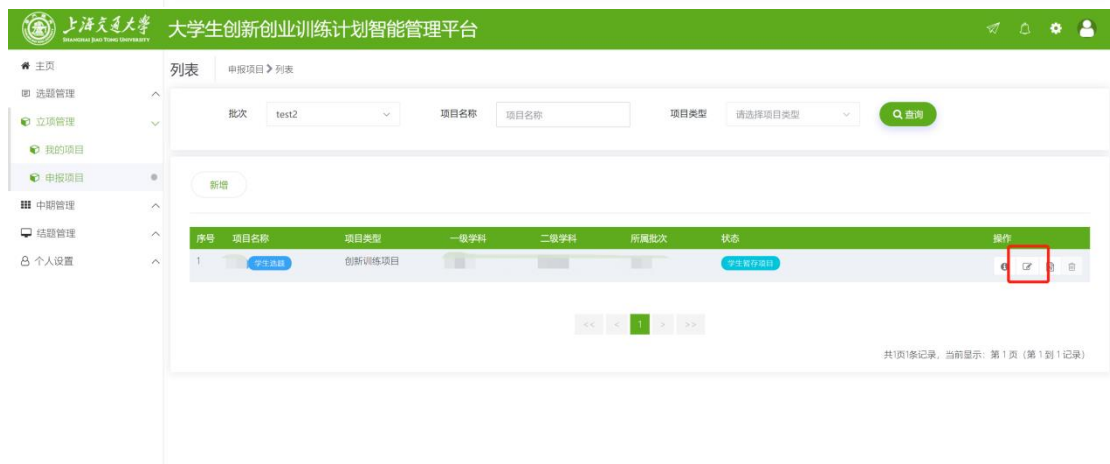 上海交通大学
SHANGHAI JIAO TONG UNIVERSITY
大学生创新创业训练计划智能管理平台
主页
选题管理
立项管理
我的项目
申报项目
中期管理
结题管理
个人设置
列表 申报项目 > 列表
批次 test2 项目名称 项目名称 项目类型 请选择项目类型 查询
新增
序号 项目名称 项目类型 一级学科 二级学科 所属批次 状态 操作
1 学生选题 创新训练项目 学生暂存项目
<< < 1 > >>
共1页1条记录，当前显示：第 1 页（第 1 到 1 记录）